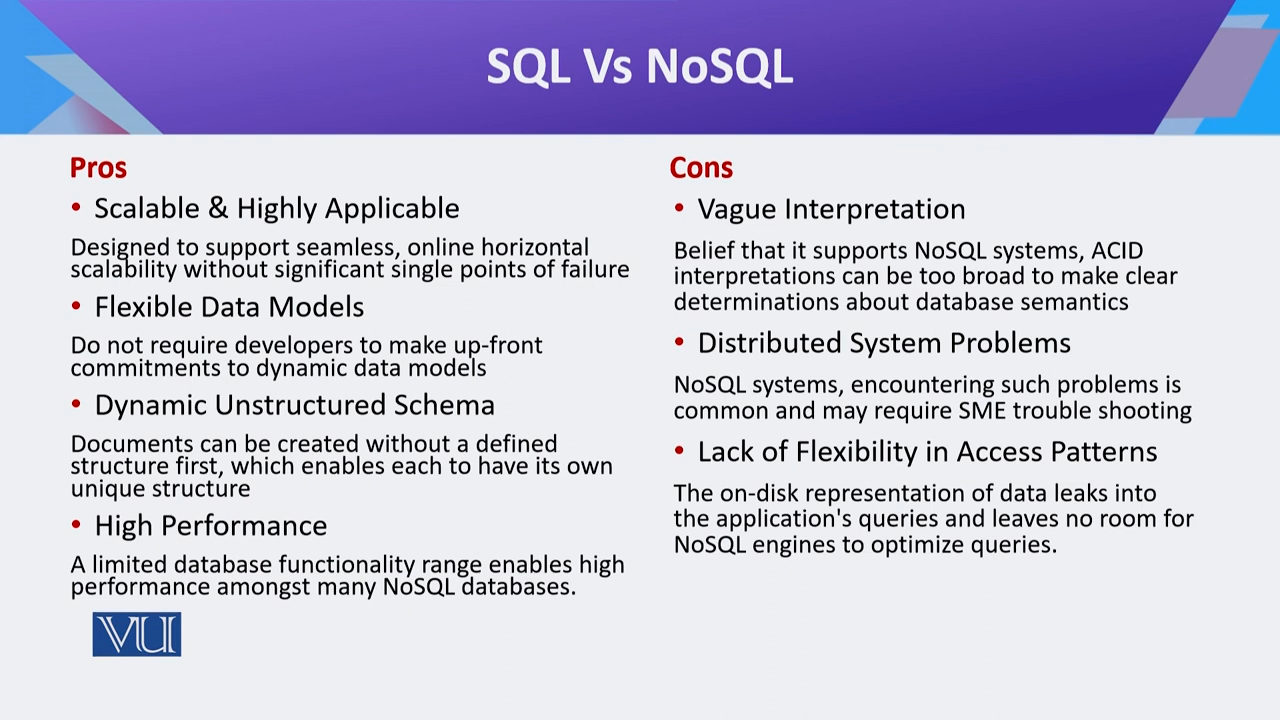 SQL Vs NoSQL
Pros
• Scalable & Highly Applicable
Designed to support seamless, online horizontal
scalability without significant single points of failure
• Flexible Data Models
Do not require developers to make up-front
commitments to dynamic data models
• Dynamic Unstructured Schema
Documents can be created without a defined
structure first, which enables each to have its own
unique structure
• High Performance
A limited database functionality range enables high
performance amongst many NoSQL databases.
Cons
• Vague Interpretation
Belief that it supports NoSQL systems, ACID
interpretations can be too broad to make clear
determinations about database semantics
• Distributed System Problems
NoSQL systems, encountering such problems is
common and may require SME trouble shooting
• Lack of Flexibility in Access Patterns
The on-disk representation of data leaks into
the application's queries and leaves no room for
NoSQL engines to optimize queries.
VU